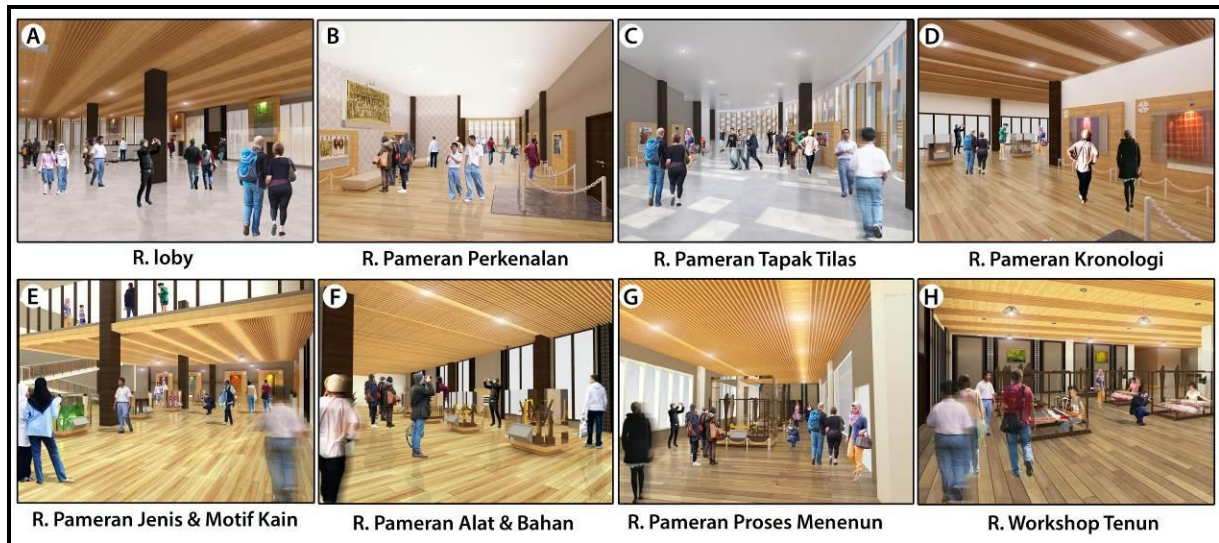 A
B
C
D
R. loby
R. Pameran Perkenalan
R. Pameran Tapak Tilas
R. Pameran Kronologi
E
F
G
H
R. Pameran Jenis & Motif Kain
R. Pameran Alat & Bahan
R. Pameran Proses Menenun
R. Workshop Tenun